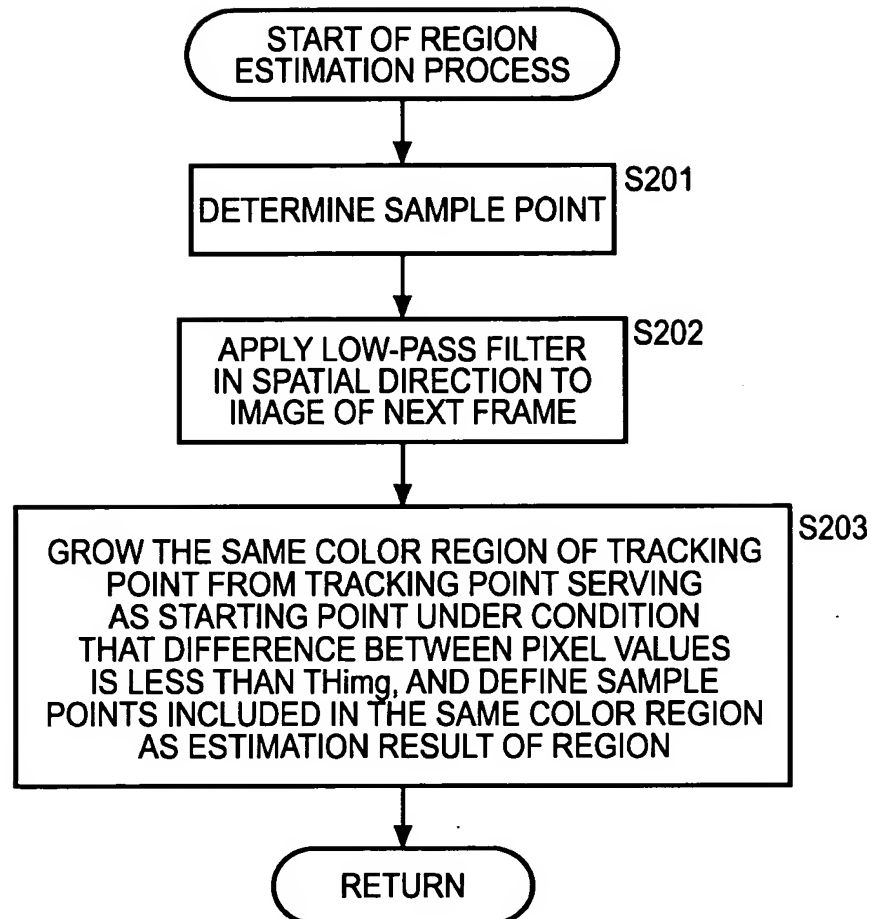 START OF REGION
ESTIMATION PROCESS
S201
DETERMINE SAMPLE POINT
S202
APPLY LOW-PASS FILTER
IN SPATIAL DIRECTION TO
IMAGE OF NEXT FRAME
S203
GROW THE SAME COLOR REGION OF TRACKING
POINT FROM TRACKING POINT SERVING
AS STARTING POINT UNDER CONDITION
THAT DIFFERENCE BETWEEN PIXEL VALUES
IS LESS THAN THimg, AND DEFINE SAMPLE
POINTS INCLUDED IN THE SAME COLOR REGION
AS ESTIMATION RESULT OF REGION
RETURN